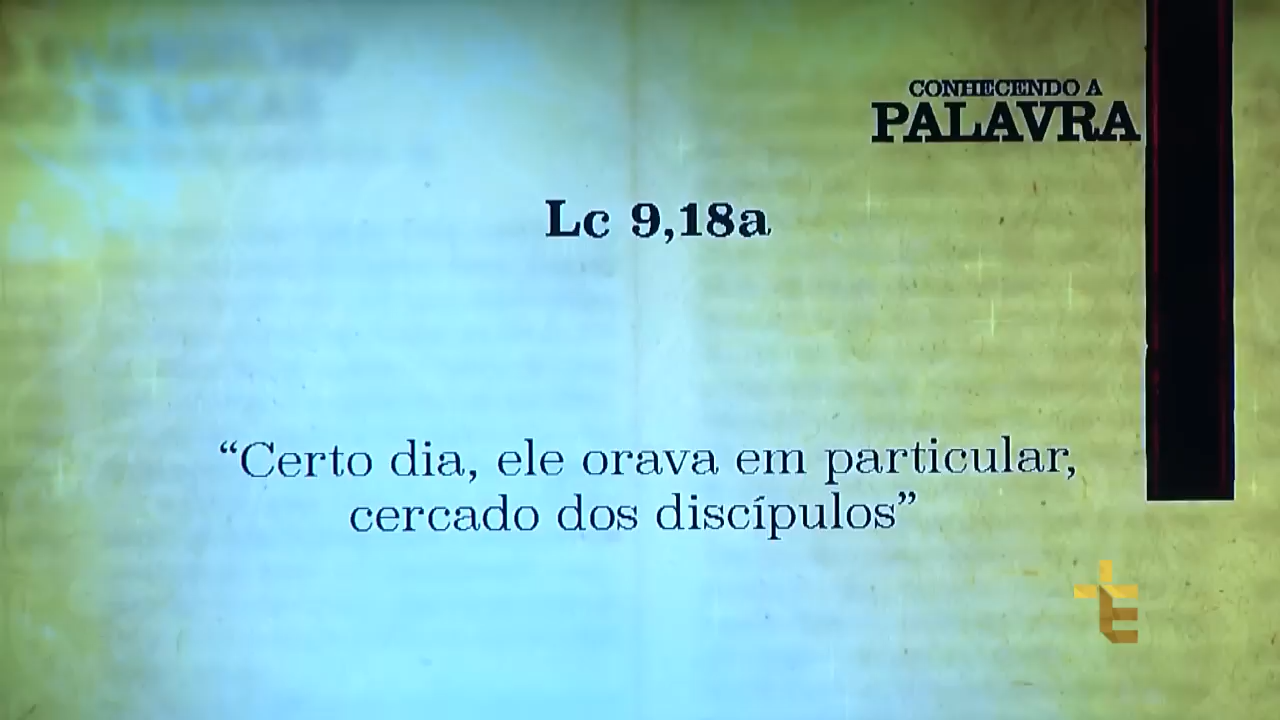 CONHECENDO A
PALAVRA
Lc 9,18a
“Certo dia, ele orava em particular,
cercado dos discípulos”